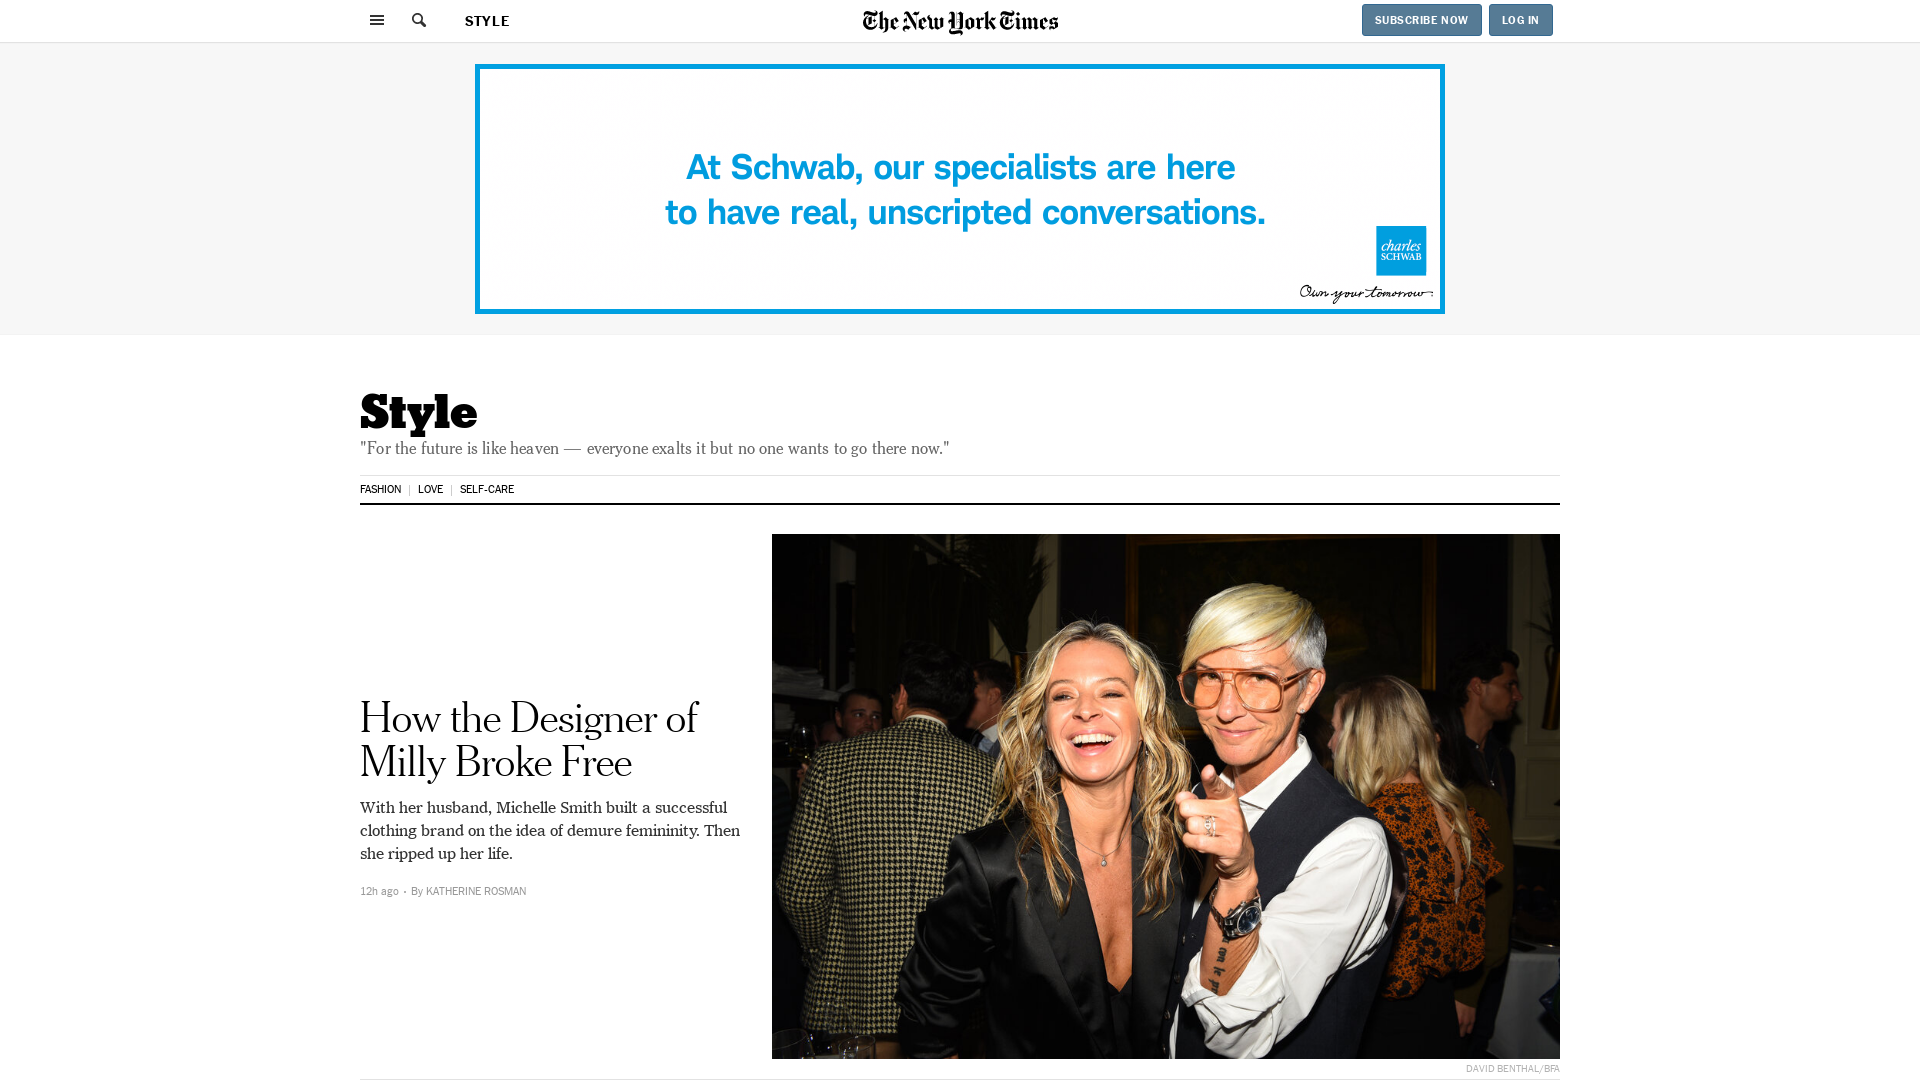 STYLE
The New York Times
SUBSCRIBE NOW
LOG IN
At Schwab, our specialists are here
to have real, unscripted conversations.
charles
SCHWAB
Own your tomorrow.
Style
"For the future is like heaven — everyone exalts it but no one wants to go there now."
FASHION | LOVE | SELF-CARE
How the Designer of
Milly Broke Free
With her husband, Michelle Smith built a successful
clothing brand on the idea of demure femininity. Then
she ripped up her life.
12h ago · By KATHERINE ROSMAN
DAVID BENTHAL/BFA